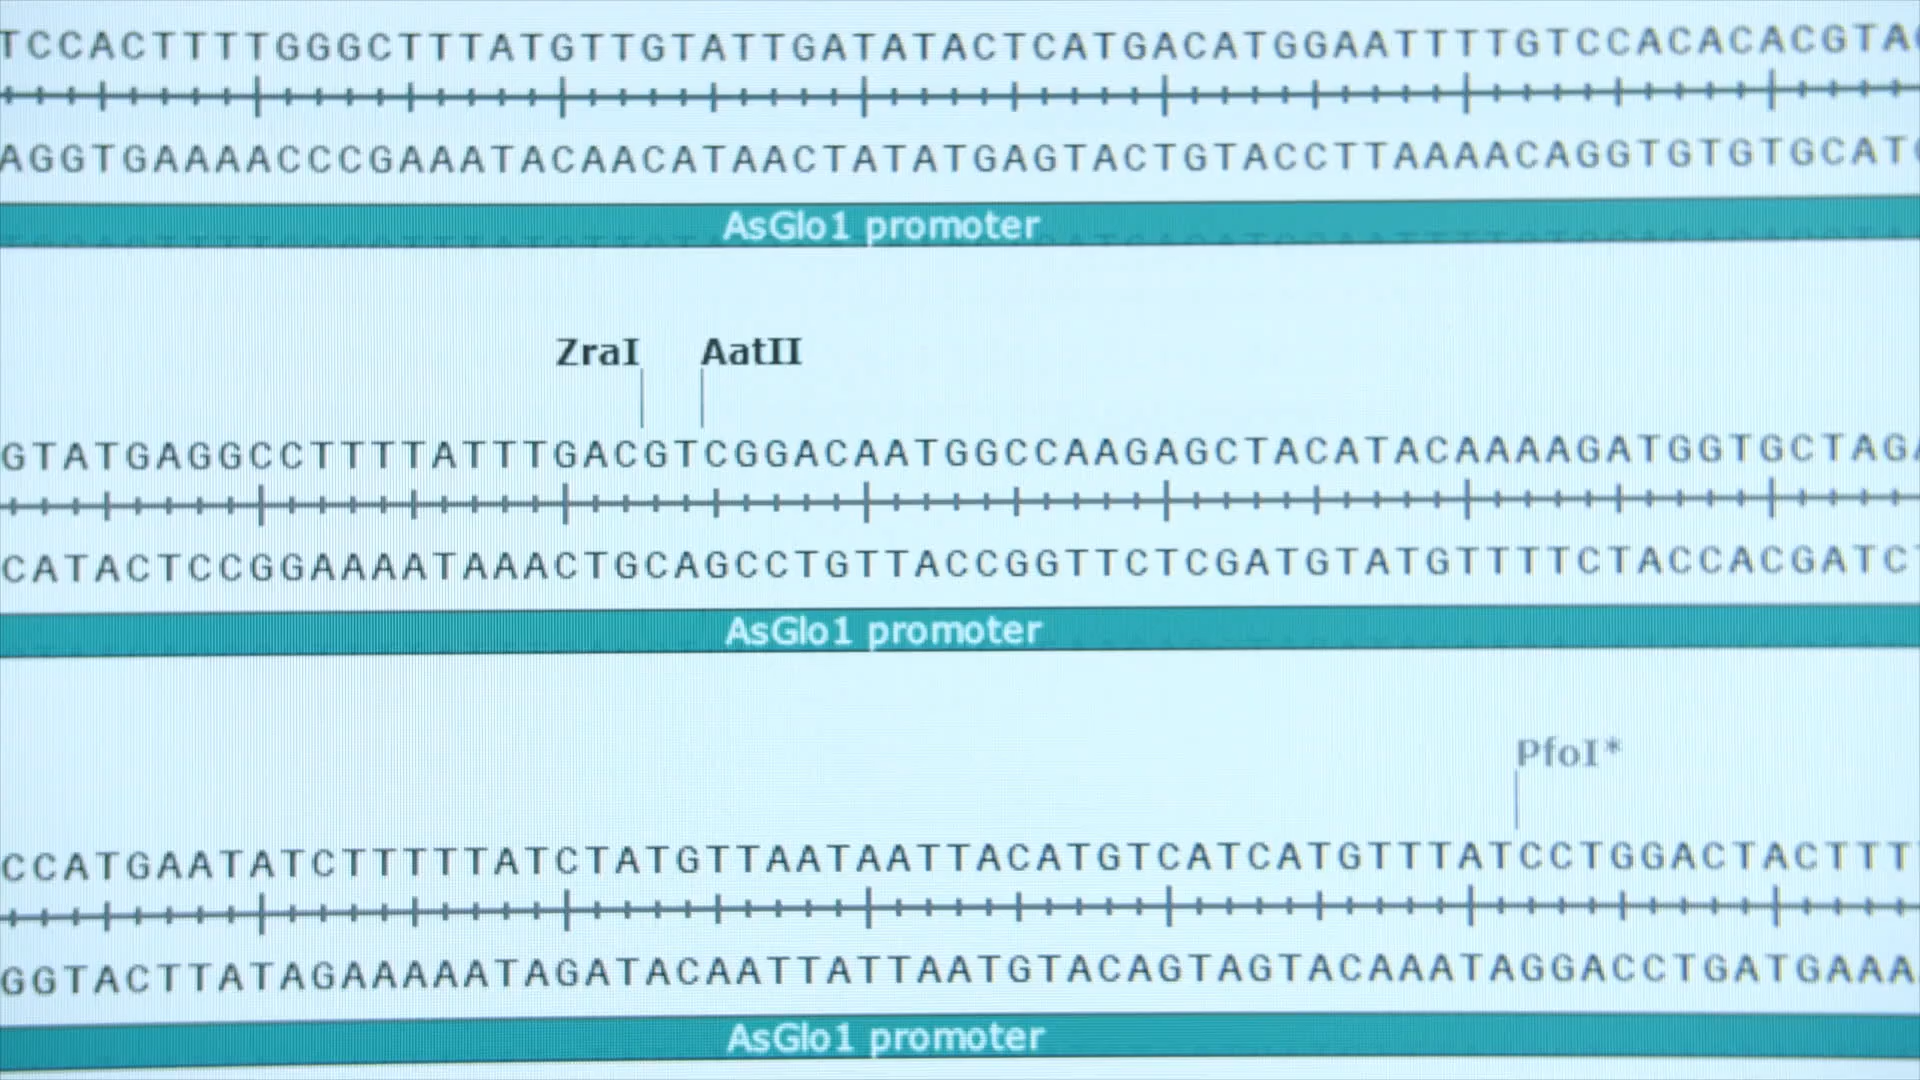 TCCACTTTTGGGCTTTATGTTGTATTGATATACTCATGACATGGAATTTTGTCCACACACGTA
AGGTGAAAACCCGAAATACAACATAACTATATGAGTACTGTACCTTAAAACAGGTGTGTGCAT
AsGlo1 promoter
ZraI AatII
GTATGAGGCCTTTTATTTGACGTCGGACAATGGCCAAGAGCTACATACAAAAGATGGTGCTAG
CATACTCCGGAAAATAAACTGCAGCCTGTTACCGGTTCTCGATGTATGTTTTCTACCACGATC
AsGlo1 promoter
PfoI*
CCATGAATATCTTTTTATCTATGTTAATAATTACATGTCATCATGTTTATCCTGGACTACTTT
GGTACTTATAGAAAAATAGATACAATTATTAATGTACAGTAGTACAAATAGGACCTGATGAAA
AsGlo1 promoter